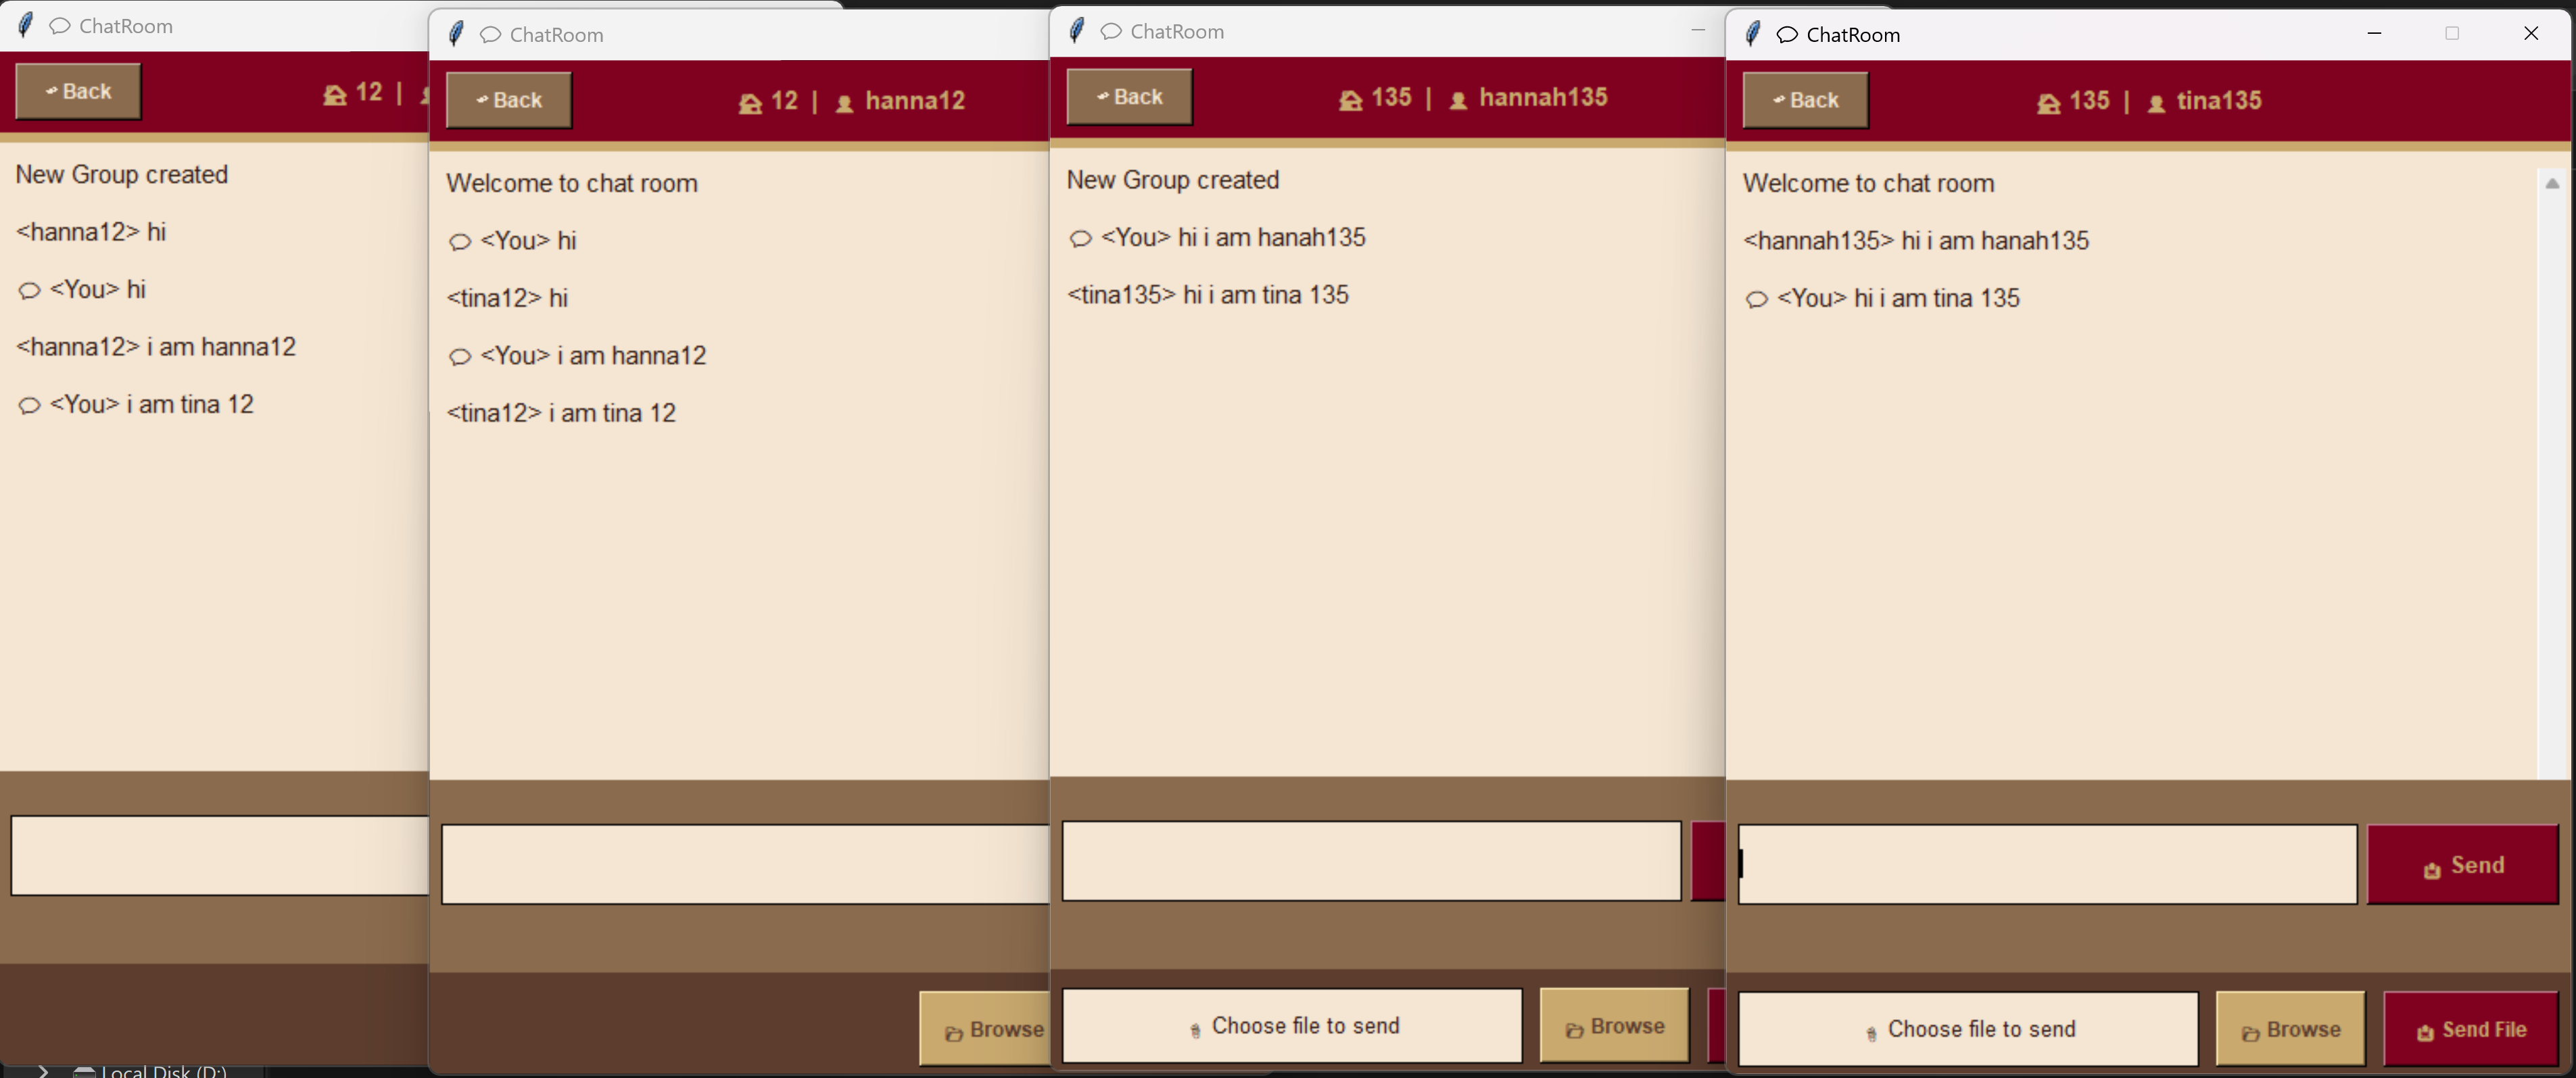 ChatRoom
Back
12 |
New Group created
<hanna12> hi
<You> hi
<hanna12> i am hanna12
<You> i am tina 12
Local Disk (D:)
ChatRoom
Back
12 | hanna12
Welcome to chat room
<You> hi
<tina12> hi
<You> i am hanna12
<tina12> i am tina 12
Browse
ChatRoom
Back
135 | hannah135
New Group created
<You> hi i am hanah135
<tina135> hi i am tina 135
Choose file to send
Browse
ChatRoom
Back
135 | tina135
Welcome to chat room
<hannah135> hi i am hanah135
<You> hi i am tina 135
Send
Choose file to send
Browse
Send File